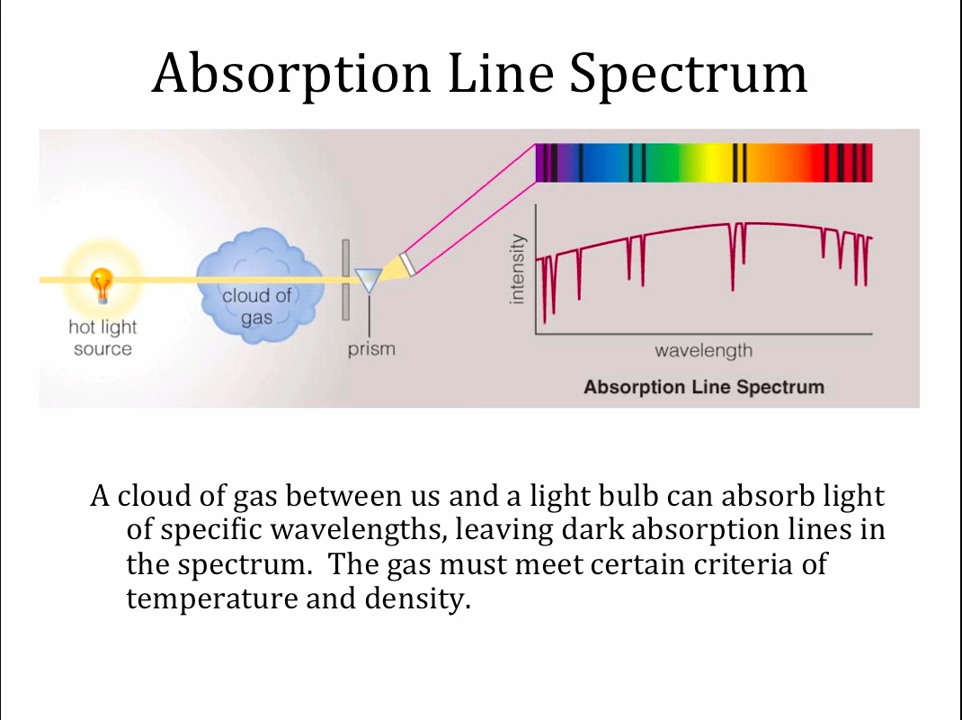 Absorption Line Spectrum
hot light
source
cloud of
gas
prism
intensity
wavelength
Absorption Line Spectrum
A cloud of gas between us and a light bulb can absorb light
of specific wavelengths, leaving dark absorption lines in
the spectrum.  The gas must meet certain criteria of
temperature and density.